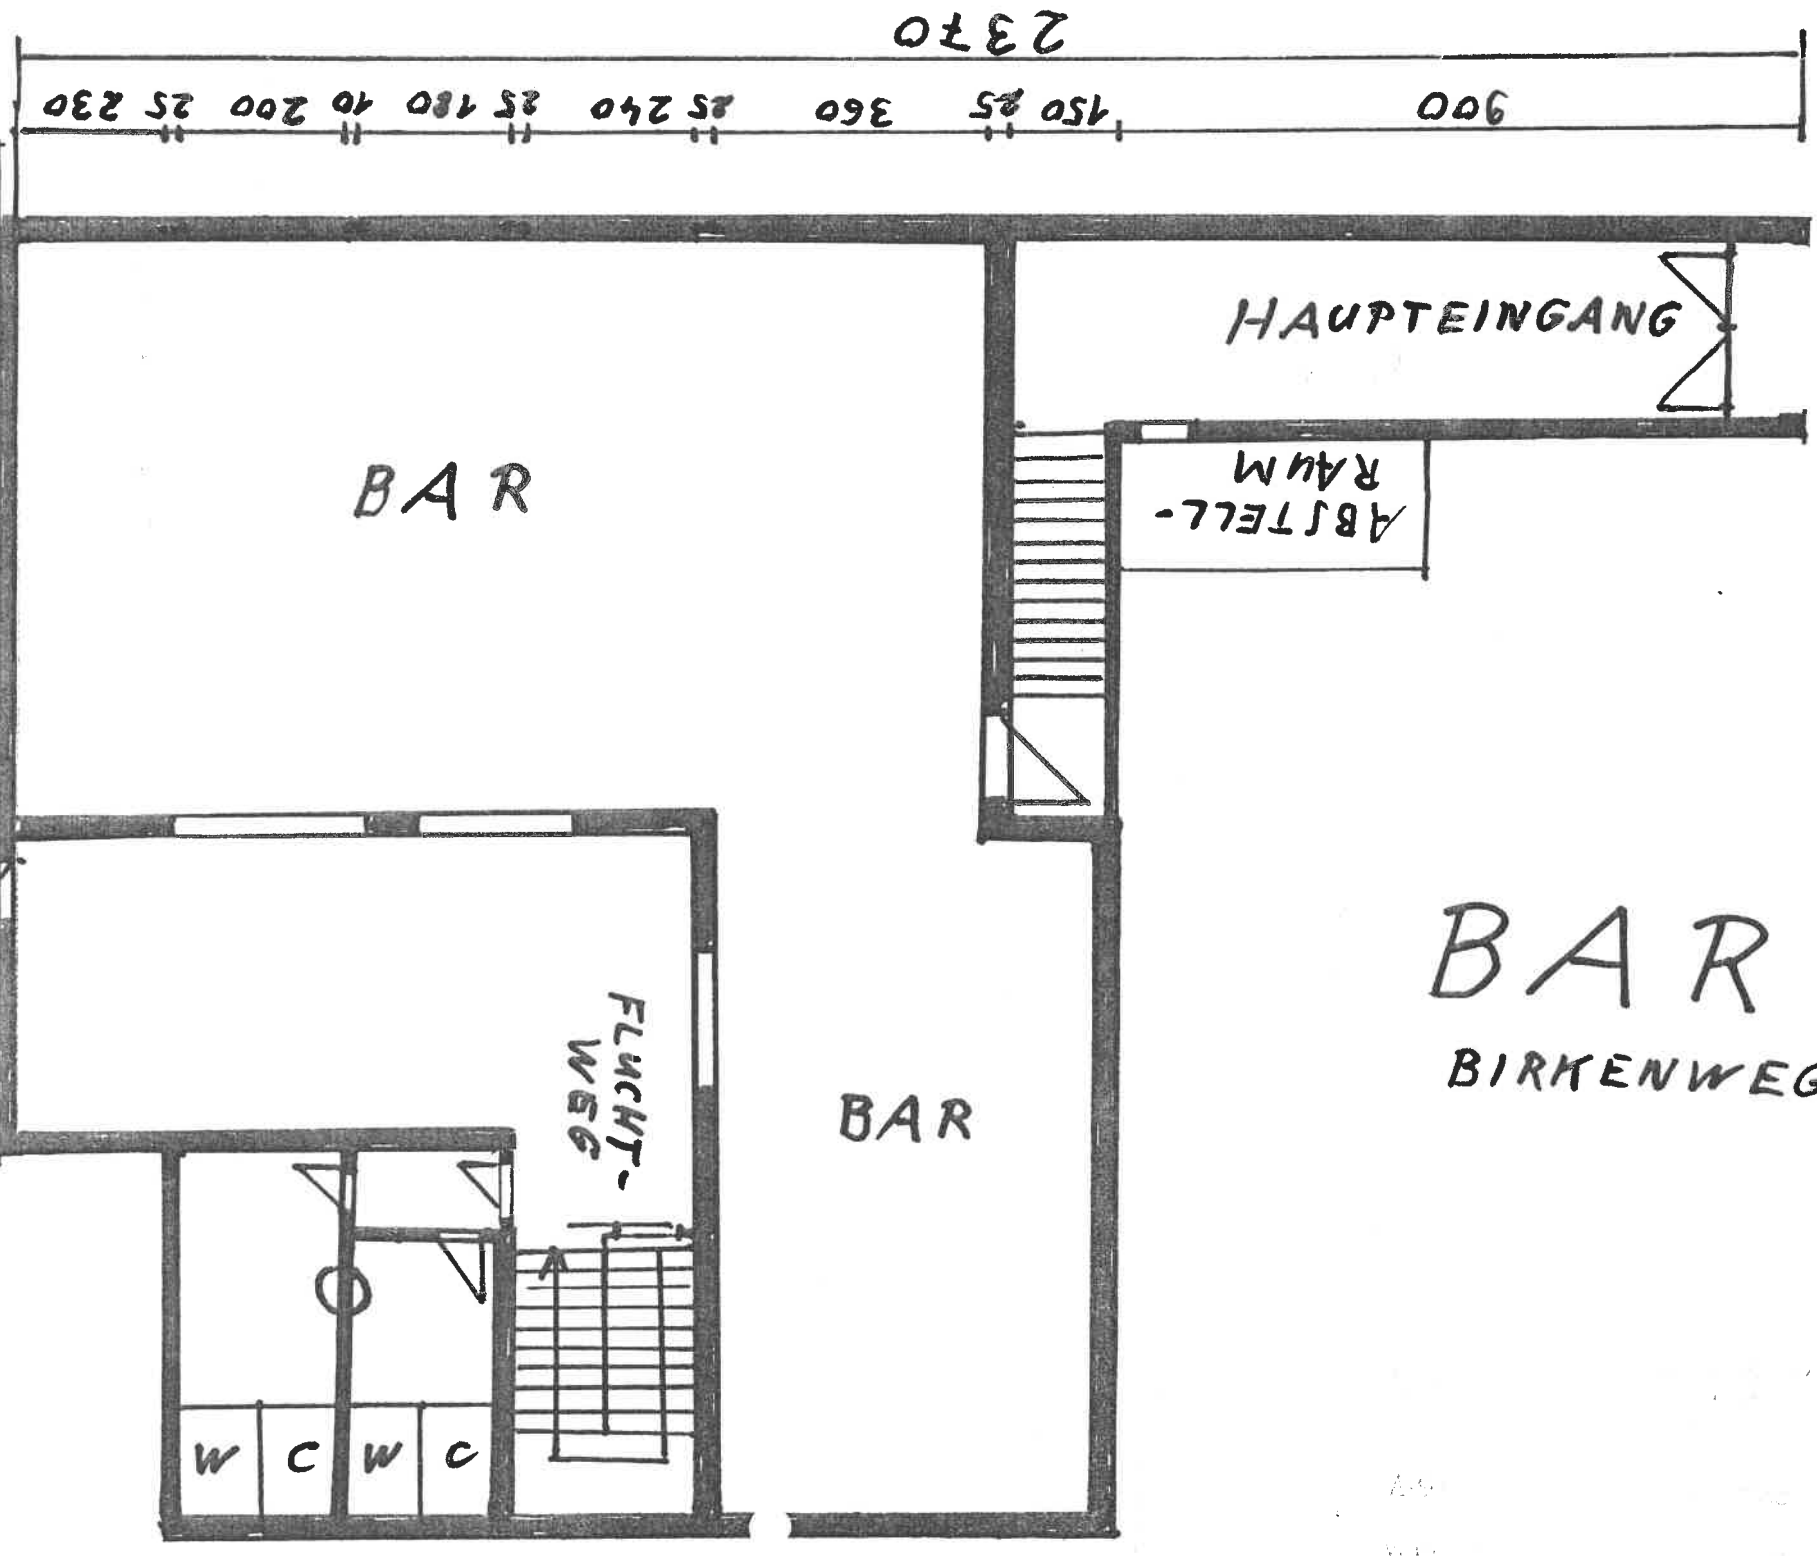 2370
230 25 200 10 180 25 240 25 360 25 150 900
HAUPTEINGANG
ABSTELL-
RAUM
BAR
BAR
BIRKENWEG
FLUCHT-
WEG
BAR
W C W C